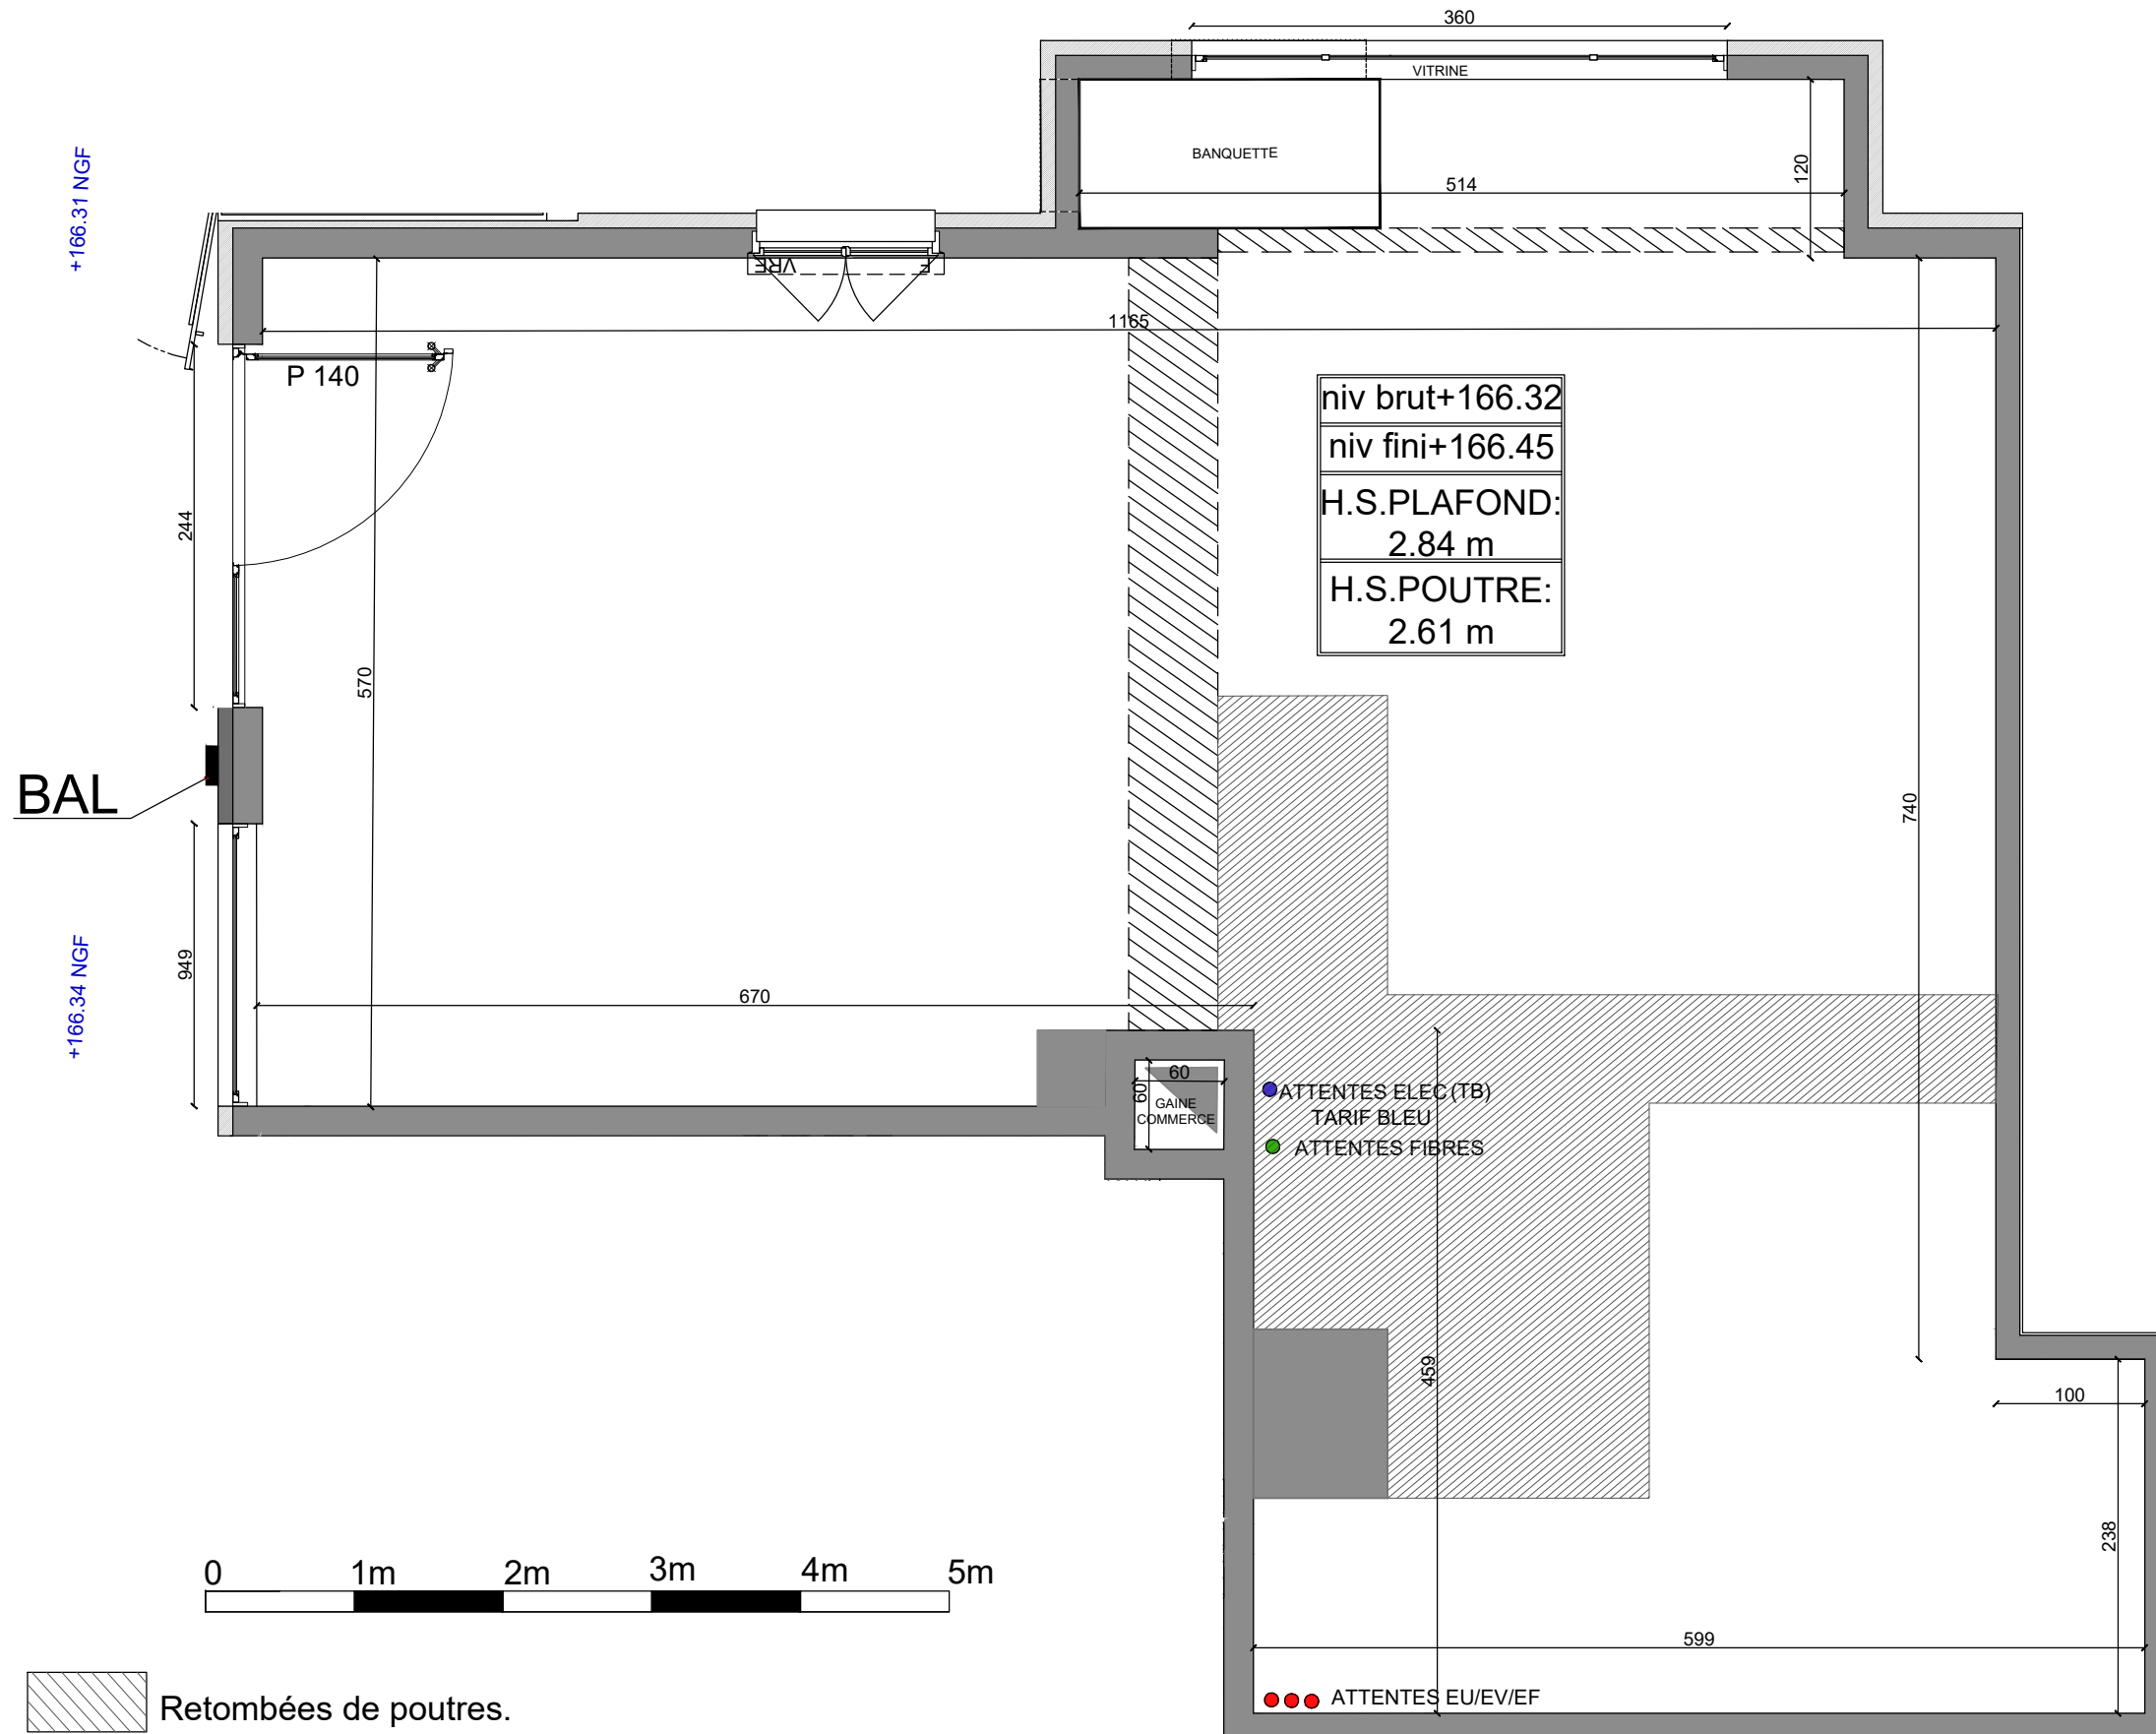 360
VITRINE
BANQUETTE
120
514
+166.31 NGF
VRE
F
1165
P 140
niv brut+166.32
niv fini+166.45
H.S.PLAFOND:
2.84 m
H.S.POUTRE:
2.61 m
244
570
BAL
740
949
+166.34 NGF
670
60
60
GAINE
COMMERCE
ATTENTES ELEC(TB)
TARIF BLEU
ATTENTES FIBRES
459
100
238
0 1m 2m 3m 4m 5m
599
ATTENTES EU/EV/EF
Retombées de poutres.